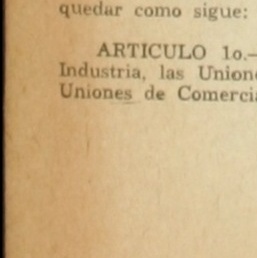 quedar como sigue:
ARTICULO 1o.—
Industria, las Union
Uniones de Comerci